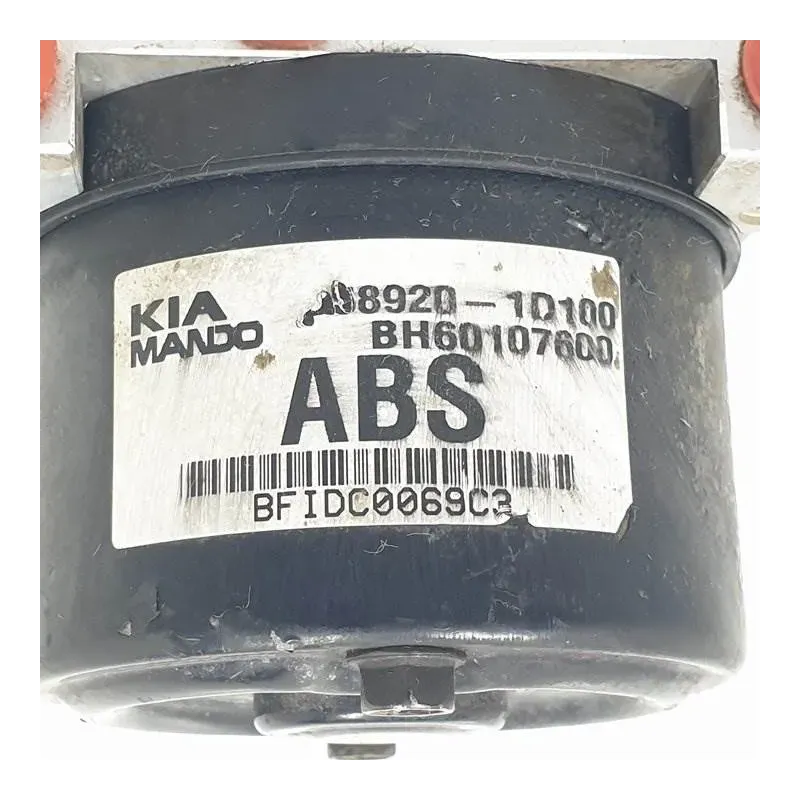 KIA
MANDO
8920-1D100
BH60107600
ABS
BFIDC0069C3